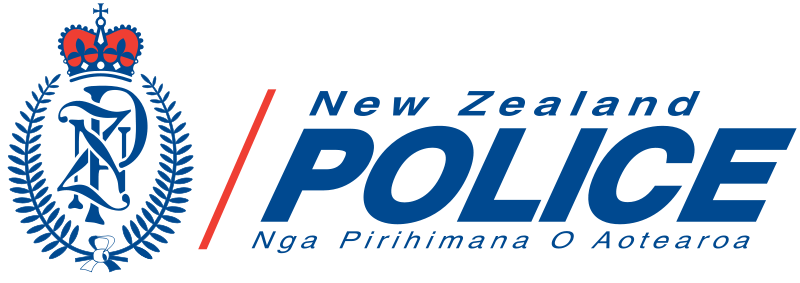 New Zealand
POLICE
Nga Pirihimana O Aotearoa